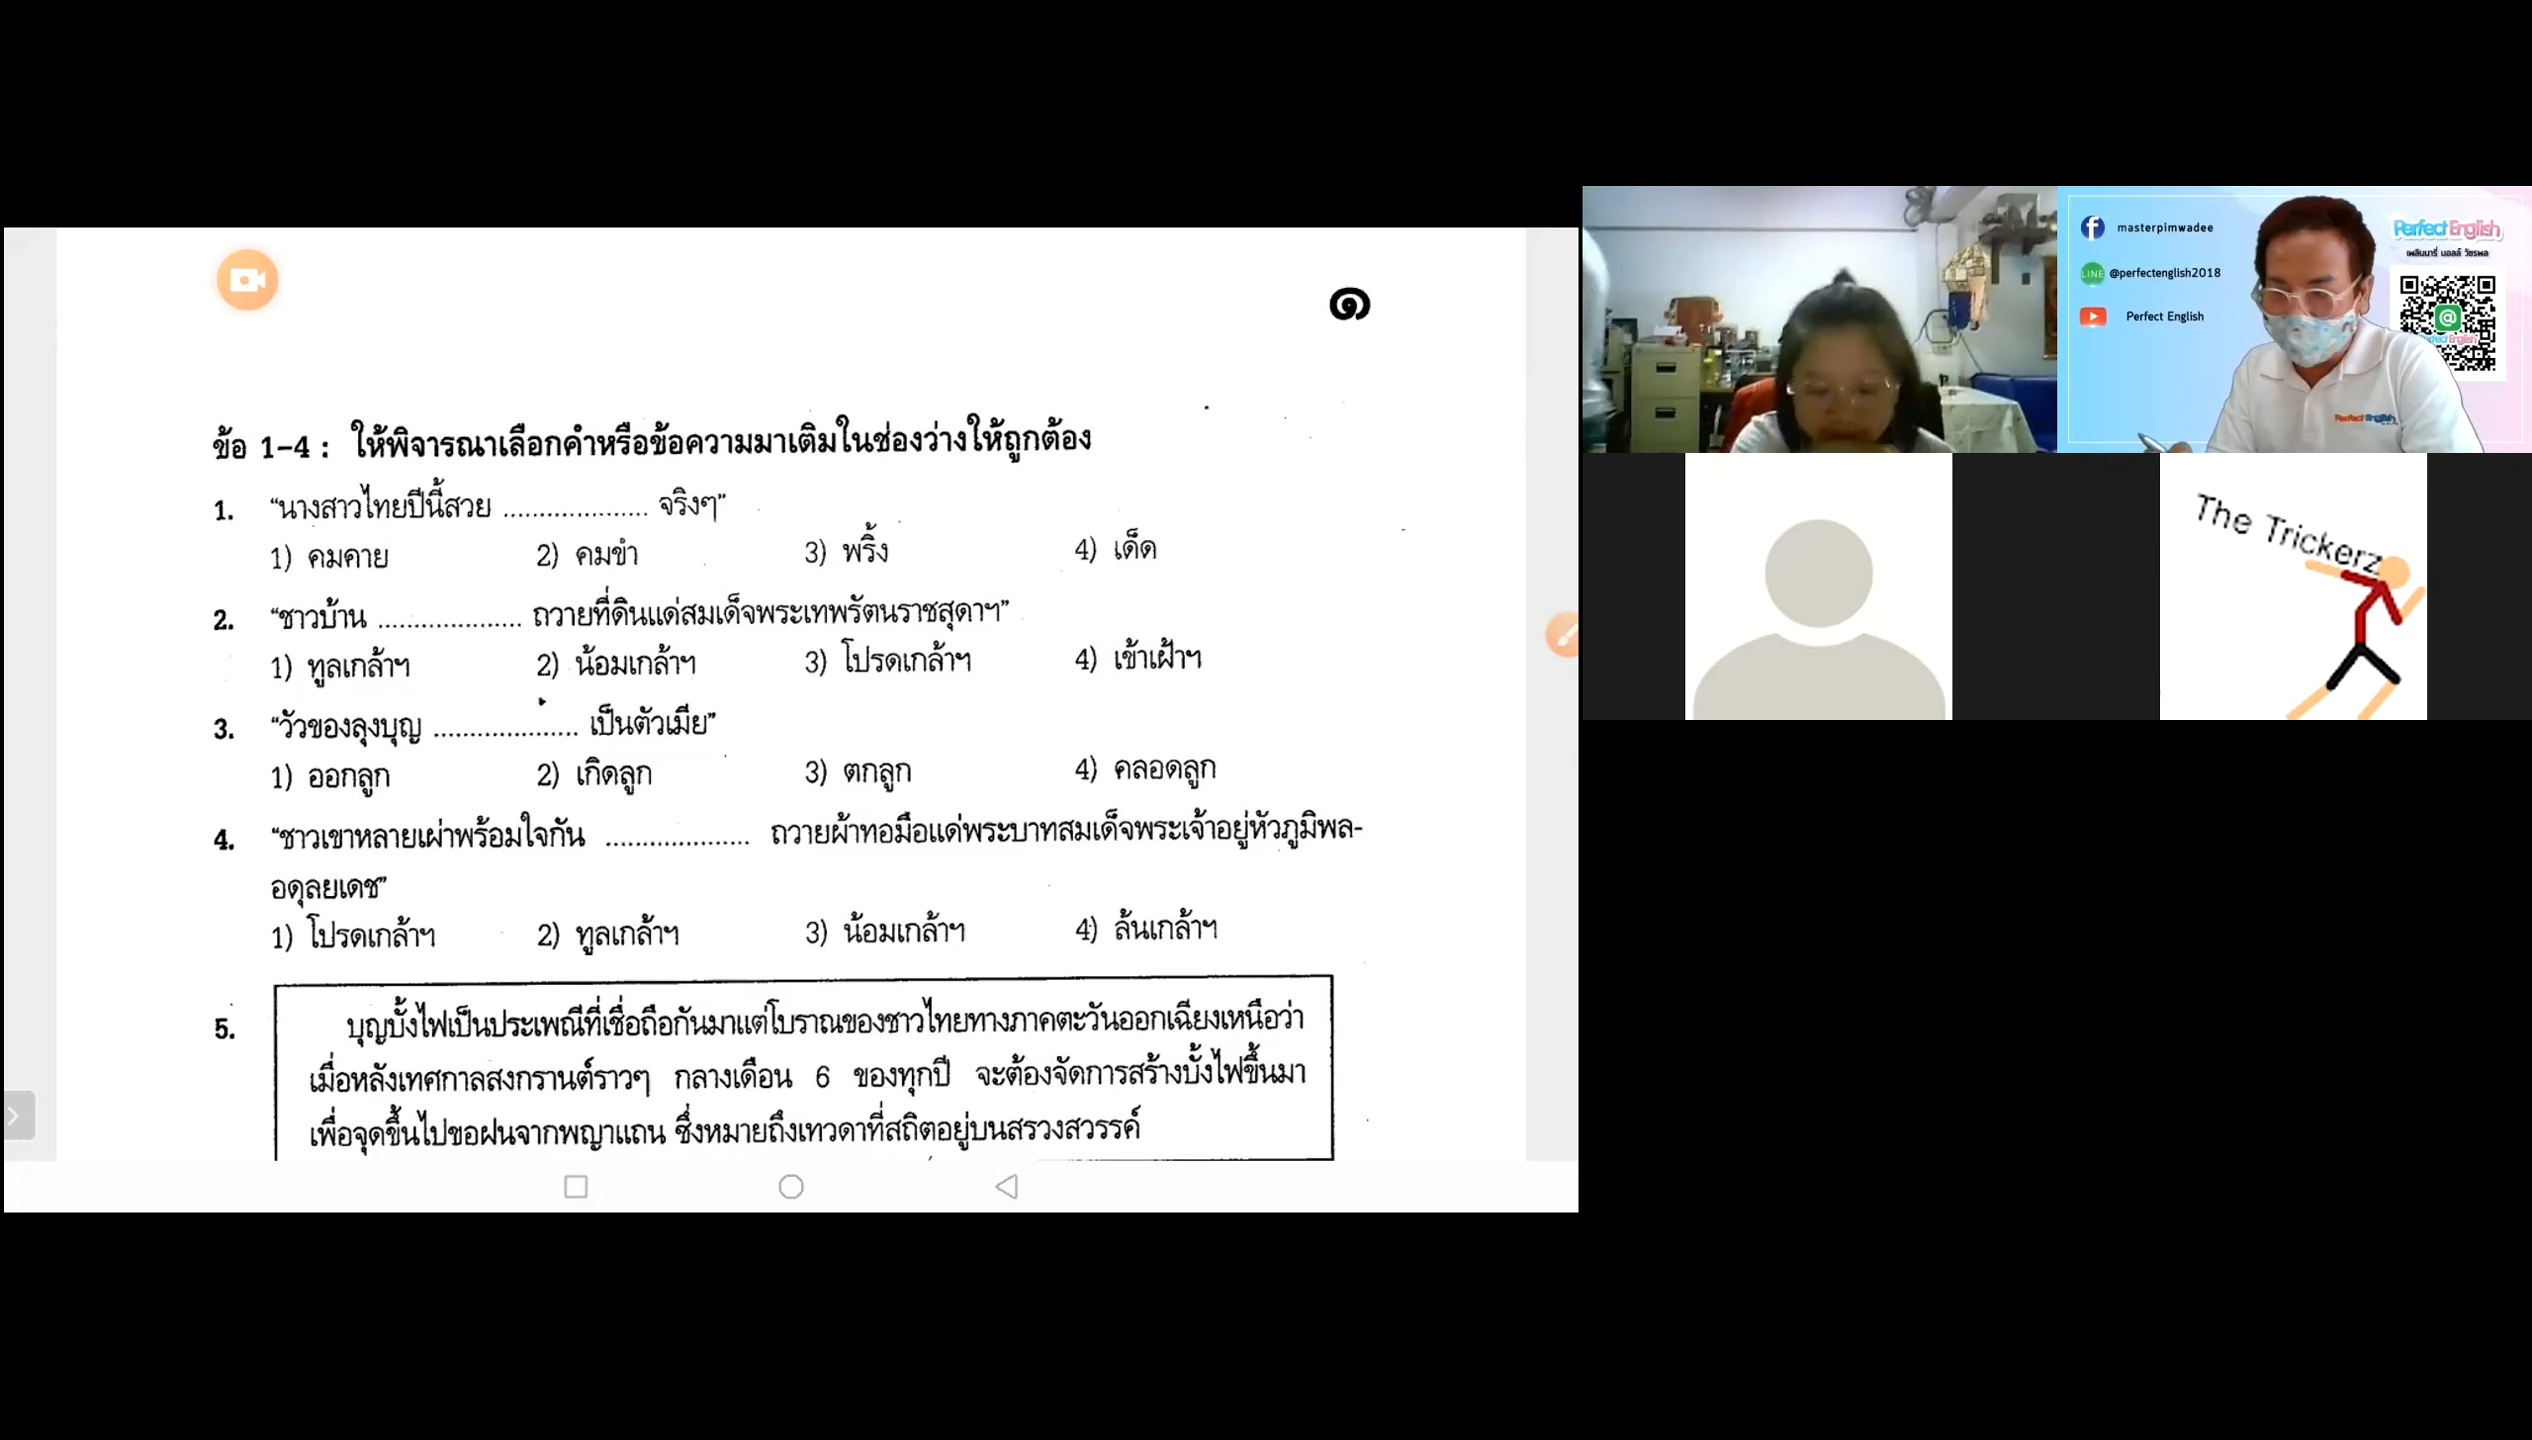 ๑
ข้อ 1-4 : ให้พิจารณาเลือกคำหรือข้อความมาเติมในช่องว่างให้ถูกต้อง
1. “นางสาวไทยปีนี้สวย .................... จริงๆ”
1) คมคาย 2) คมขำ 3) พริ้ง 4) เด็ด
2. “ชาวบ้าน .................... ถวายที่ดินแด่สมเด็จพระเทพรัตนราชสุดาฯ”
1) ทูลเกล้าฯ 2) น้อมเกล้าฯ 3) โปรดเกล้าฯ 4) เข้าเฝ้าฯ
3. “วัวของลุงบุญ .................... เป็นตัวเมีย”
1) ออกลูก 2) เกิดลูก 3) ตกลูก 4) คลอดลูก
4. “ชาวเขาหลายเผ่าพร้อมใจกัน .................... ถวายผ้าทอมือแด่พระบาทสมเด็จพระเจ้าอยู่หัวภูมิพล-
อดุลยเดช”
1) โปรดเกล้าฯ 2) ทูลเกล้าฯ 3) น้อมเกล้าฯ 4) ล้นเกล้าฯ
5. บุญบั้งไฟเป็นประเพณีที่เชื่อถือกันมาแต่โบราณของชาวไทยทางภาคตะวันออกเฉียงเหนือว่า
เมื่อหลังเทศกาลสงกรานต์ราวๆ กลางเดือน 6 ของทุกปี จะต้องจัดการสร้างบั้งไฟขึ้นมา
เพื่อจุดขึ้นไปขอฝนจากพญาแถน ซึ่งหมายถึงเทวดาที่สถิตอยู่บนสรวงสวรรค์
masterpimwadee
LINE @perfectenglish2018
Perfect English
Perfect English
เพลินนารี่ มอลล์ วัชรพล
Perfect English
The Trickerz